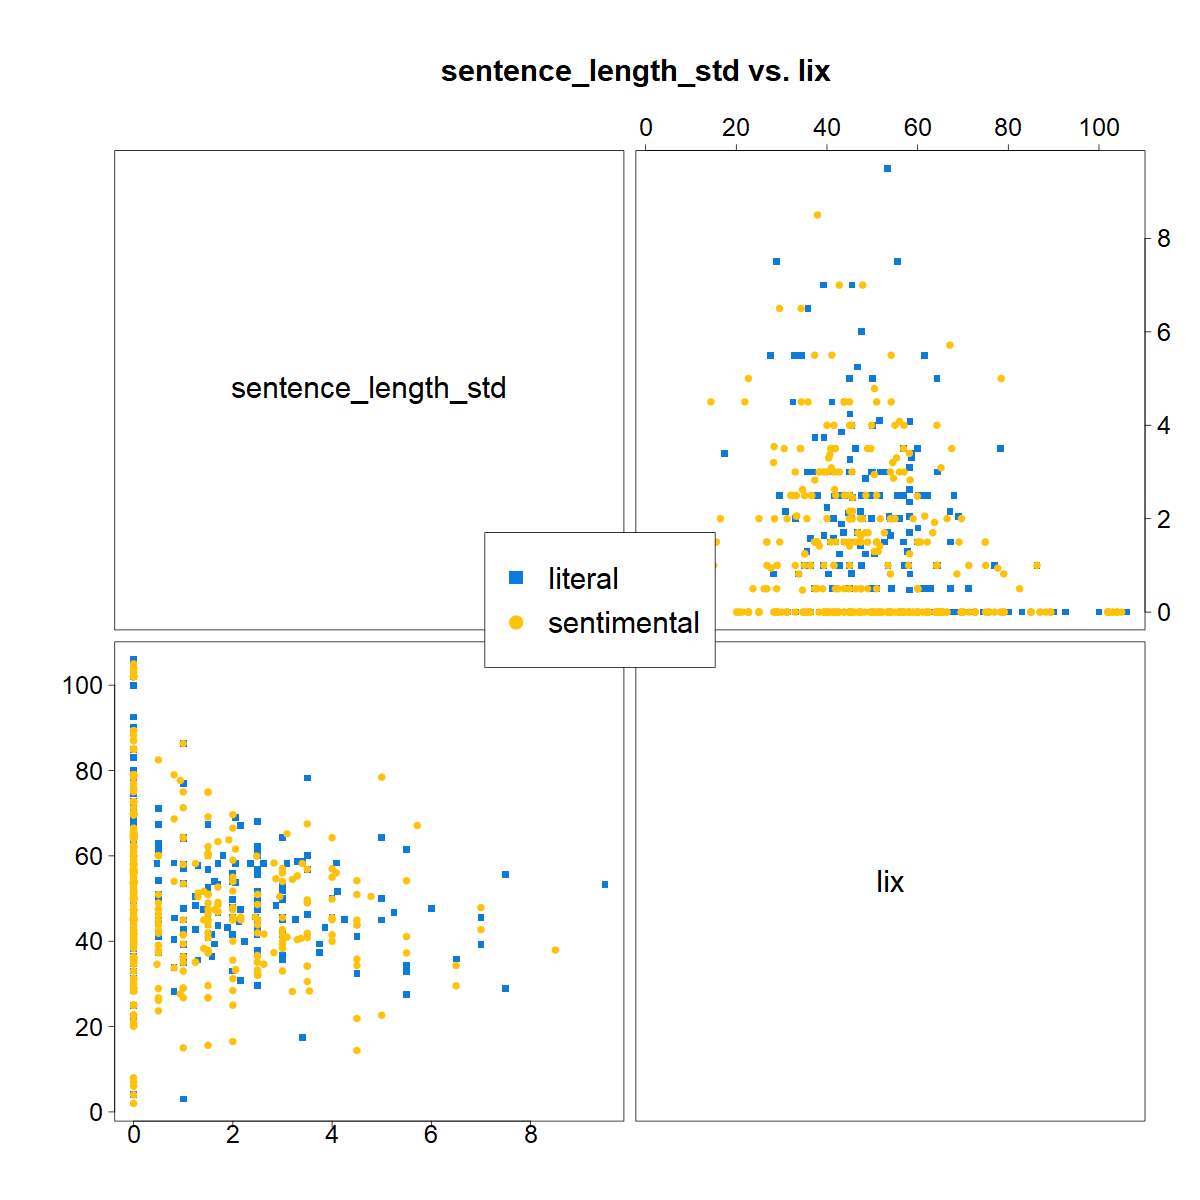 sentence_length_std vs. lix
0 20 40 60 80 100
sentence_length_std
8
6
4
2
0
literal
sentimental
100
80
60
40
20
0
lix
0 2 4 6 8